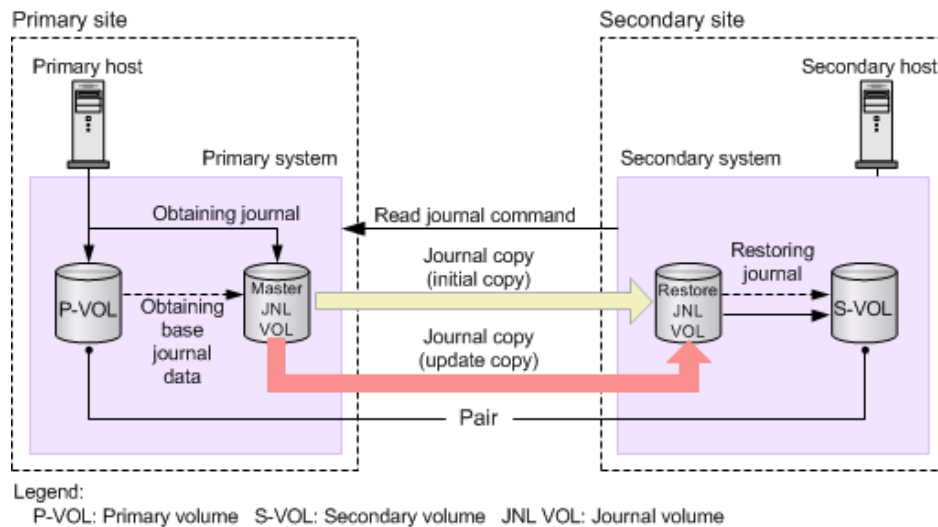 Primary site
Secondary site
Primary host
Secondary host
Primary system
Secondary system
Obtaining journal
Read journal command
Journal copy
(initial copy)
Restoring
journal
P-VOL
Obtaining
base
journal
data
Master
JNL
VOL
Restore
JNL
VOL
S-VOL
Journal copy
(update copy)
Pair
Legend:
P-VOL: Primary volume S-VOL: Secondary volume JNL VOL: Journal volume